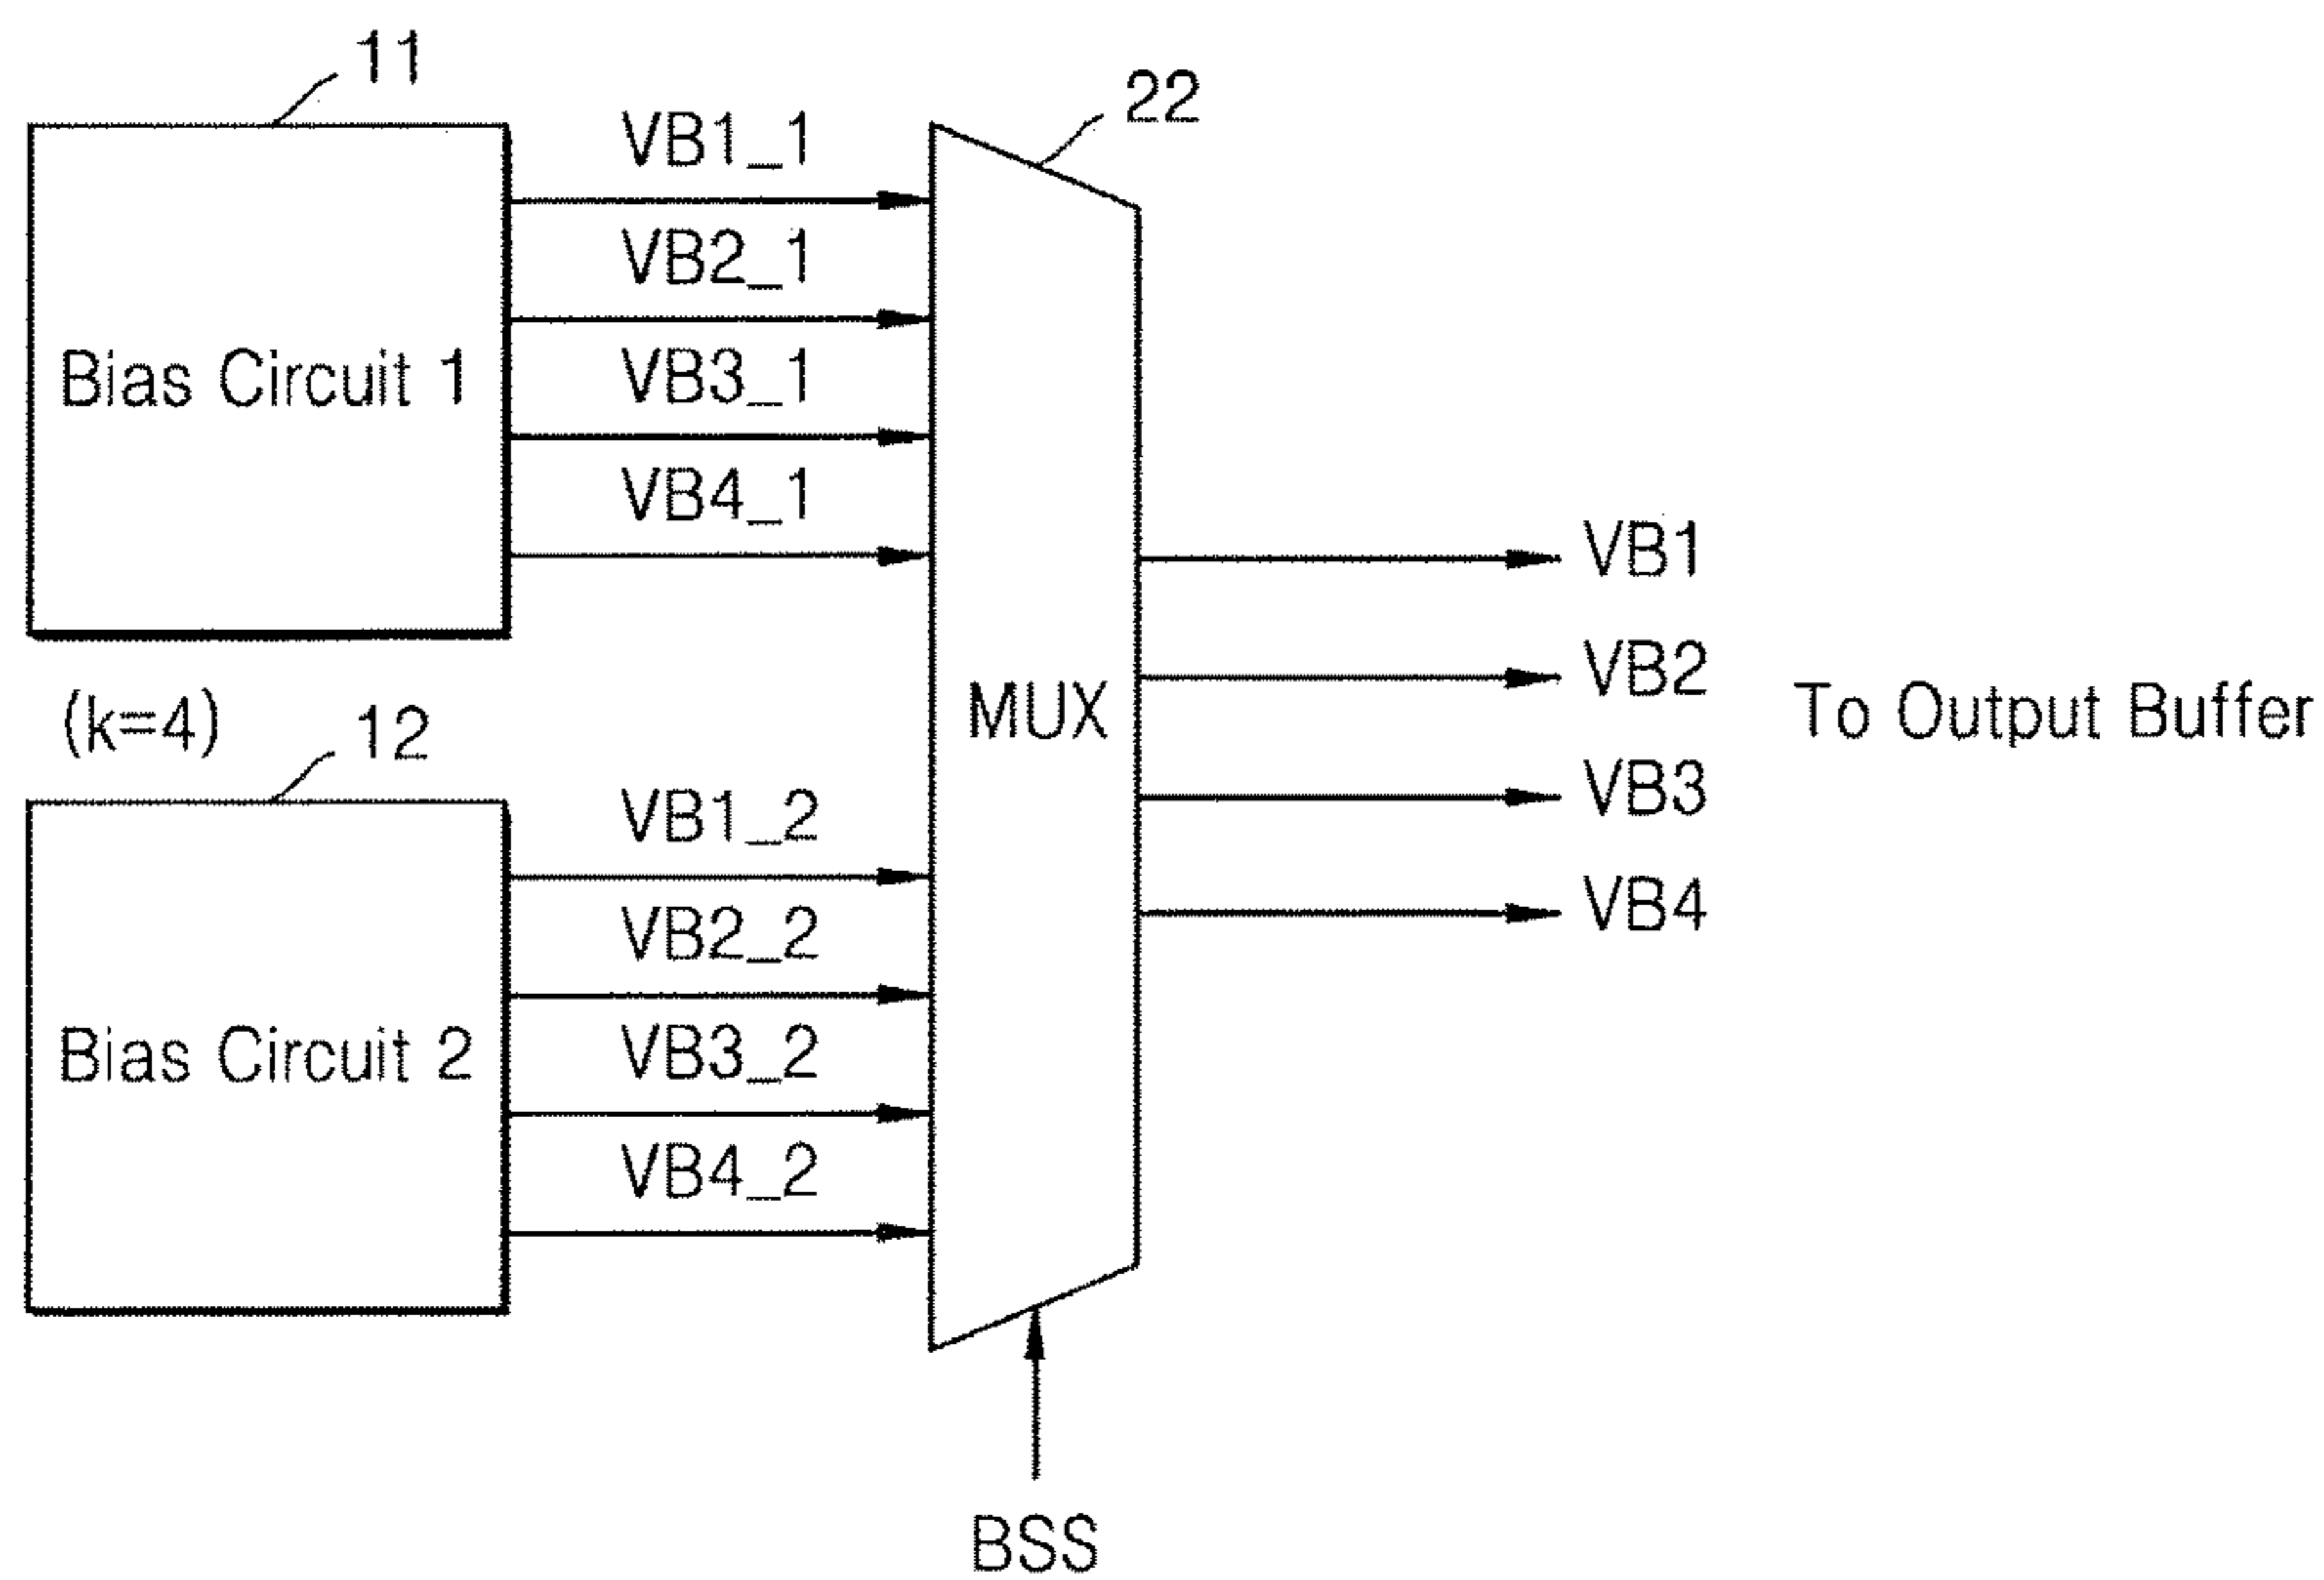 11
22
VB1_1
VB2_1
Bias Circuit 1
VB3_1
VB4_1
VB1
VB2
(k=4)
12
MUX
To Output Buffer
VB3
VB1_2
VB4
VB2_2
Bias Circuit 2
VB3_2
VB4_2
BSS